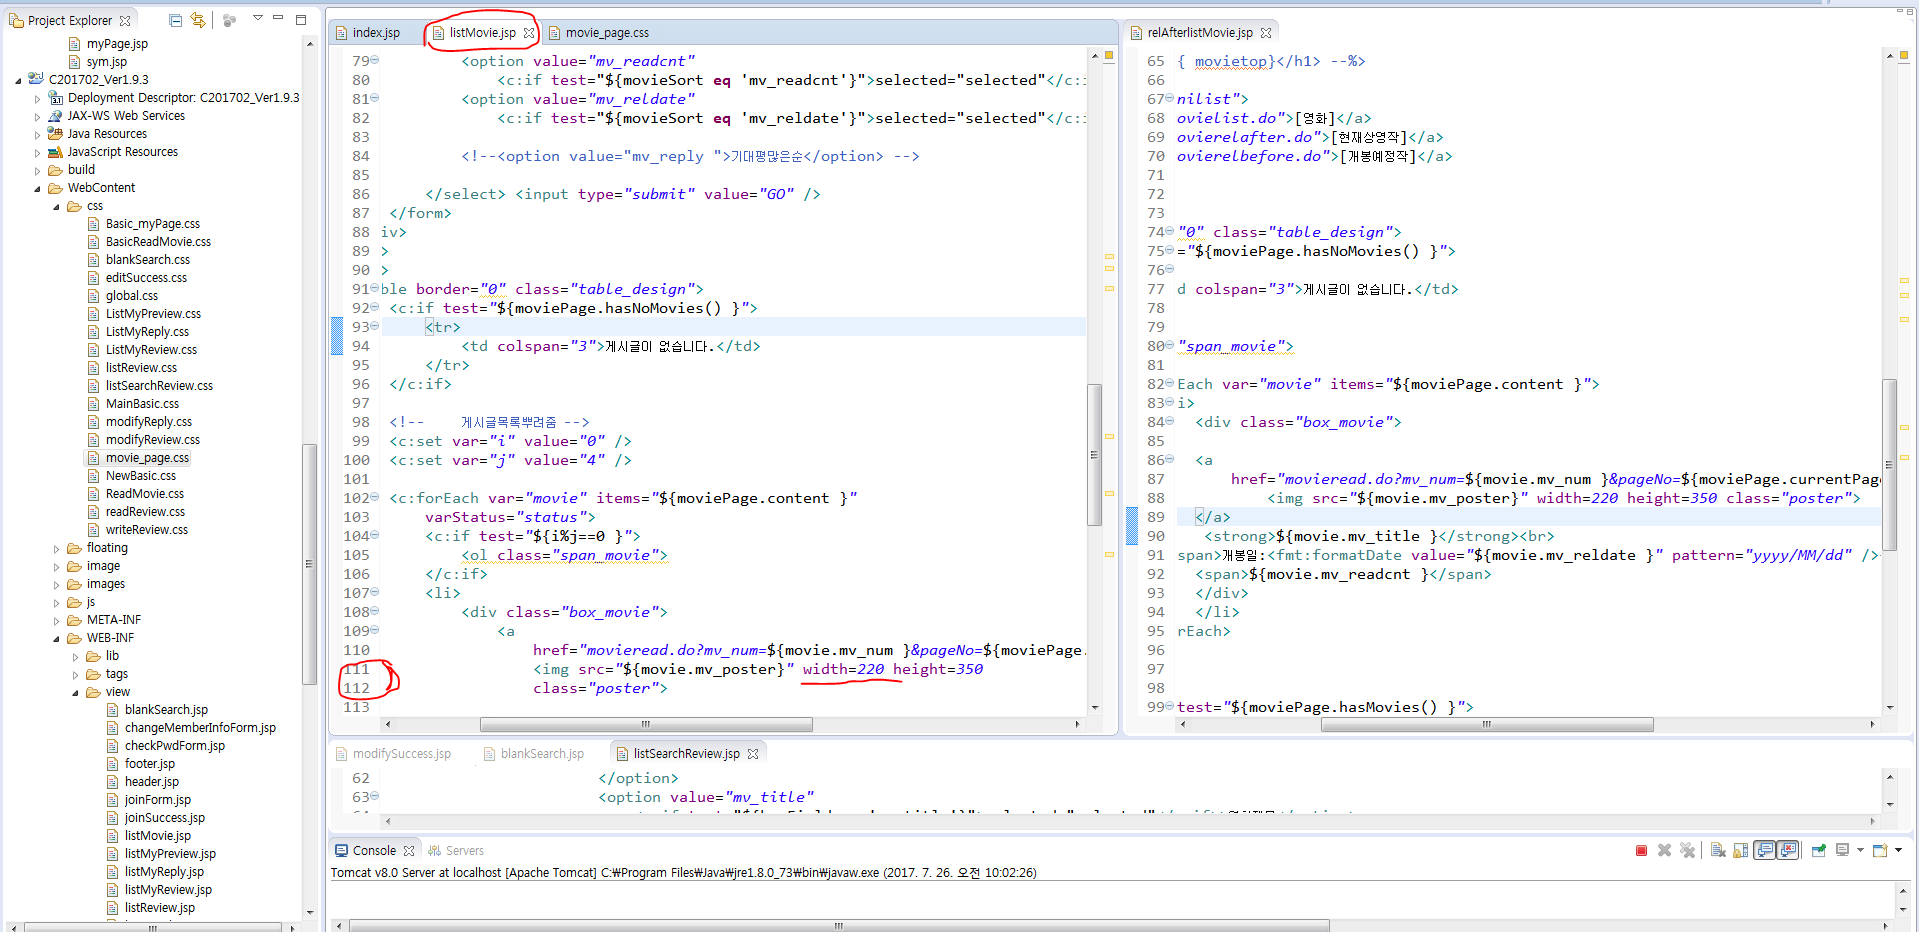 Project Explorer
myPage.jsp
sym.jsp
C201702_Ver1.9.3
Deployment Descriptor: C201702_Ver1.9.3
JAX-WS Web Services
Java Resources
JavaScript Resources
build
WebContent
css
Basic_myPage.css
BasicReadMovie.css
blankSearch.css
editSuccess.css
global.css
ListMyPreview.css
ListMyReply.css
ListMyReview.css
listReview.css
listSearchReview.css
MainBasic.css
modifyReply.css
modifyReview.css
movie_page.css
NewBasic.css
ReadMovie.css
readReview.css
writeReview.css
floating
image
images
js
META-INF
WEB-INF
lib
tags
view
blankSearch.jsp
changeMemberInfoForm.jsp
checkPwdForm.jsp
footer.jsp
header.jsp
joinForm.jsp
joinSuccess.jsp
listMovie.jsp
listMyPreview.jsp
listMyReply.jsp
listMyReview.jsp
listReview.jsp
index.jsp listMovie.jsp movie_page.css
79 <option value="mv_readcnt"
80 <c:if test="${movieSort eq 'mv_readcnt'}">selected="selected"</c:i
81 <option value="mv_reldate"
82 <c:if test="${movieSort eq 'mv_reldate'}">selected="selected"</c:i
83
84 <!--<option value="mv_reply ">기대평많은순</option> -->
85
86 </select> <input type="submit" value="GO" />
87 </form>
88 iv>
89 >
90 >
91 ble border="0" class="table_design">
92 <c:if test="${moviePage.hasNoMovies() }">
93 <tr>
94 <td colspan="3">게시글이 없습니다.</td>
95 </tr>
96 </c:if>
97
98 <!-- 게시글목록뿌려줌 -->
99 <c:set var="i" value="0" />
100 <c:set var="j" value="4" />
101
102 <c:forEach var="movie" items="${moviePage.content }"
103 varStatus="status">
104 <c:if test="${i%j==0 }">
105 <ol class="span_movie">
106 </c:if>
107 <li>
108 <div class="box_movie">
109 <a
110 href="movieread.do?mv_num=${movie.mv_num }&pageNo=${moviePage.
111 <img src="${movie.mv_poster}" width=220 height=350
112 class="poster">
113
relAfterlistMovie.jsp
65 { movietop}</h1> --%>
66
67 nilist">
68 ovielist.do">[영화]</a>
69 ovierelafter.do">[현재상영작]</a>
70 ovierelbefore.do">[개봉예정작]</a>
71
72
73
74 "0" class="table_design">
75 ="${moviePage.hasNoMovies() }">
76
77 d colspan="3">게시글이 없습니다.</td>
78
79
80 "span_movie">
81
82 Each var="movie" items="${moviePage.content }">
83 i>
84 <div class="box_movie">
85
86 <a
87 href="movieread.do?mv_num=${movie.mv_num }&pageNo=${moviePage.currentPag
88 <img src="${movie.mv_poster}" width=220 height=350 class="poster">
89 </a>
90 <strong>${movie.mv_title }</strong><br>
91 span>개봉일:<fmt:formatDate value="${movie.mv_reldate }" pattern="yyyy/MM/dd" />
92 <span>${movie.mv_readcnt }</span>
93 </div>
94 </li>
95 rEach>
96
97
98
99 test="${moviePage.hasMovies() }">
modifySuccess.jsp blankSearch.jsp listSearchReview.jsp
62 </option>
63 <option value="mv_title"
Console Servers
Tomcat v8.0 Server at localhost [Apache Tomcat] C:₩Program Files₩Java₩jre1.8.0_73₩bin₩javaw.exe (2017. 7. 26. 오전 10:02:26)